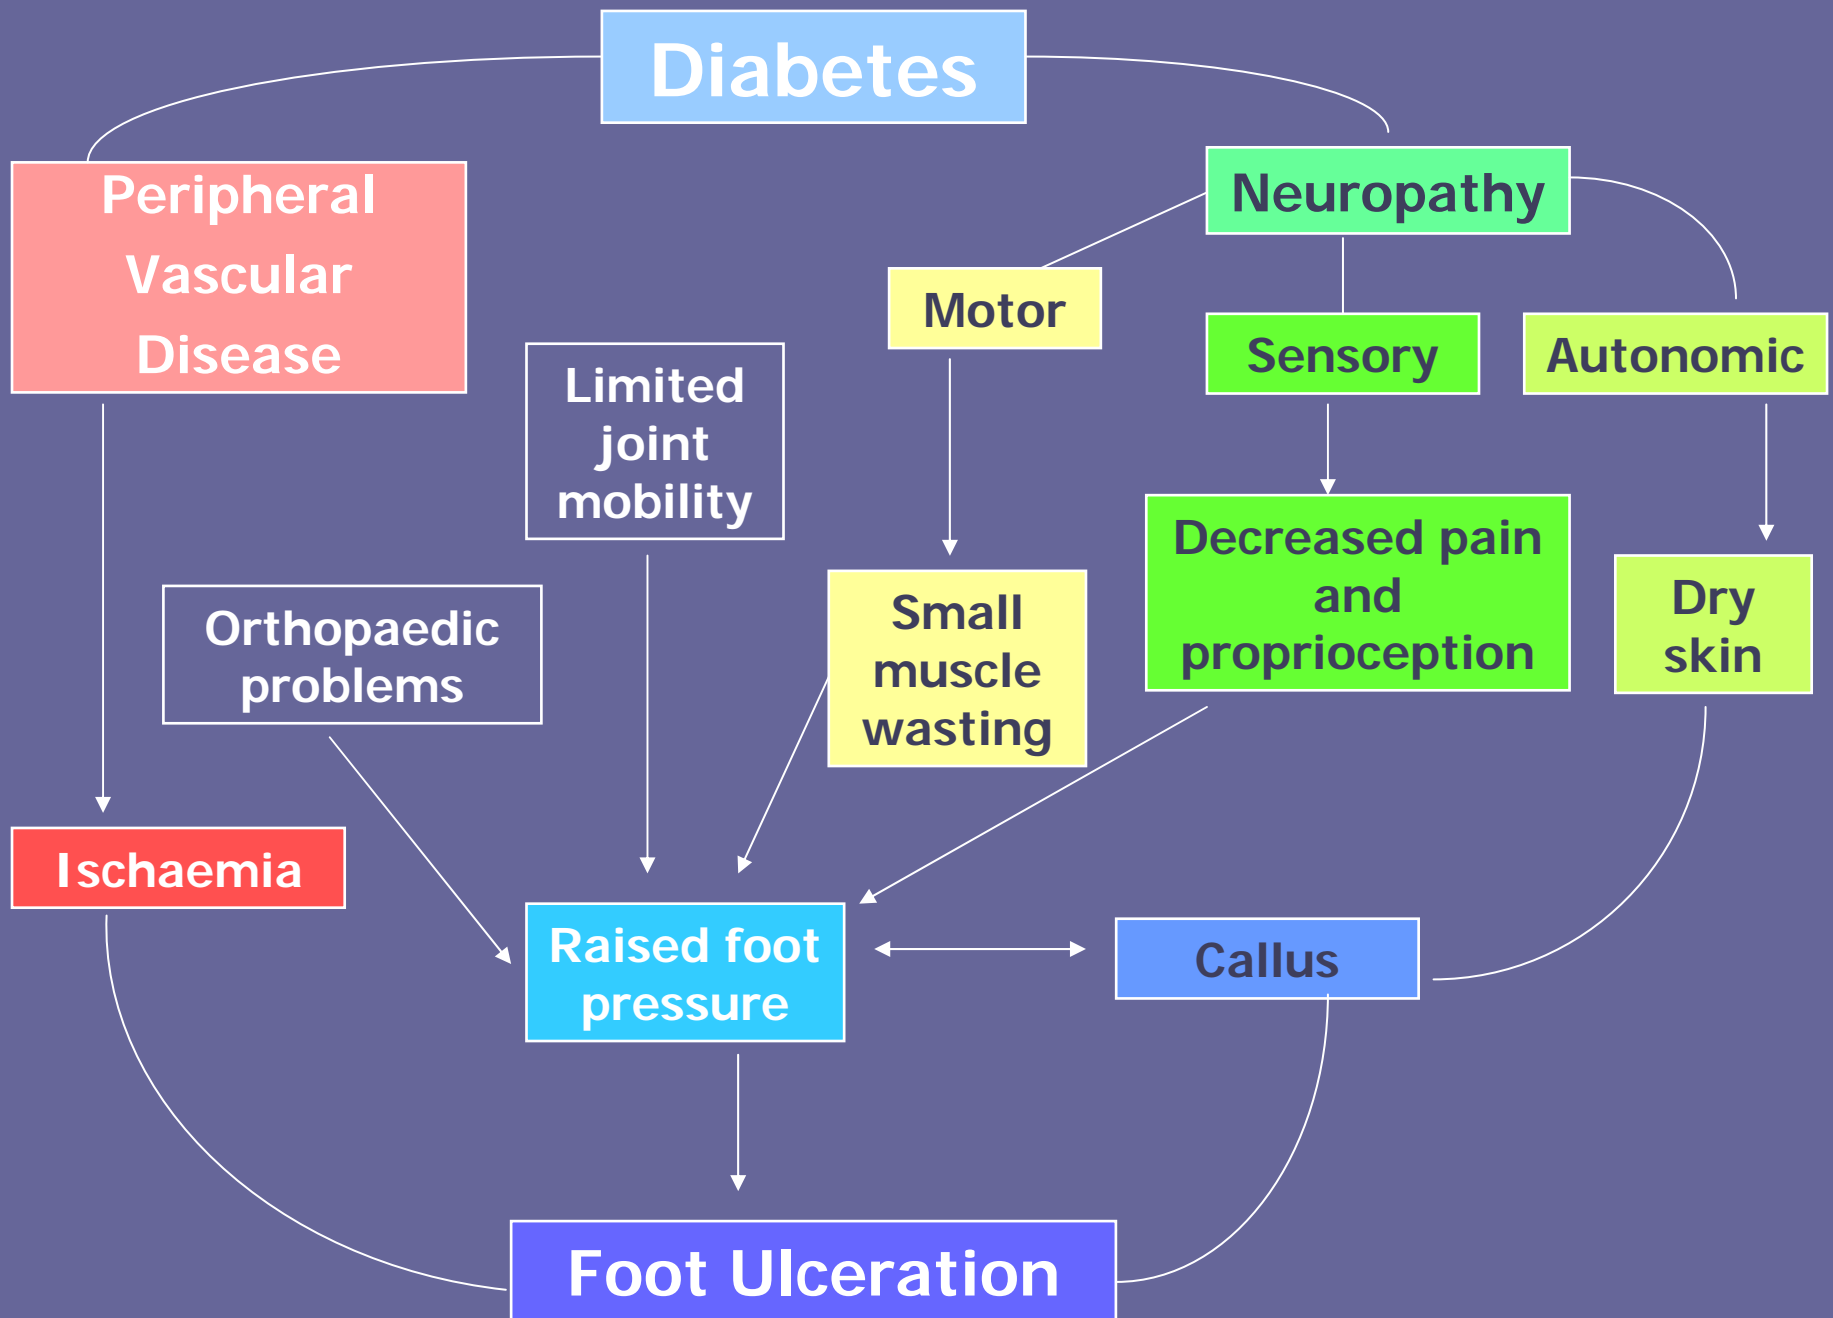 Diabetes
Peripheral
Vascular
Disease
Neuropathy
Motor
Sensory
Autonomic
Limited
joint
mobility
Decreased pain
and
proprioception
Small
muscle
wasting
Dry
skin
Orthopaedic
problems
Ischaemia
Raised foot
pressure
Callus
Foot Ulceration